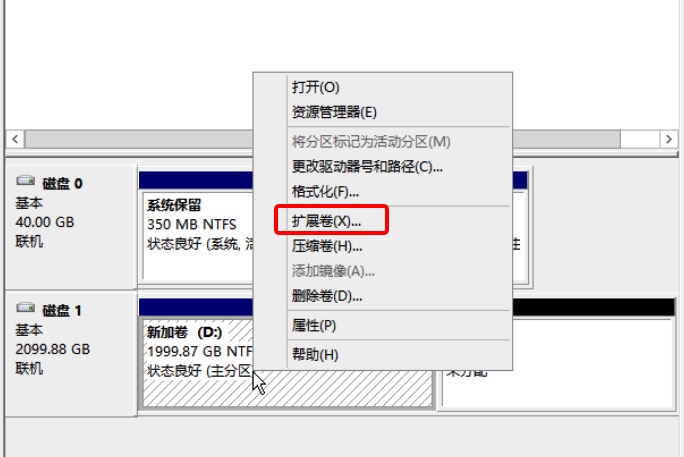 打开(O)
资源管理器(E)
将分区标记为活动分区(M)
更改驱动器号和路径(C)...
格式化(F)...
扩展卷(X)...
压缩卷(H)...
添加镜像(A)...
删除卷(D)...
属性(P)
帮助(H)
磁盘 0
基本
40.00 GB
联机
系统保留
350 MB NTFS
状态良好 (系统, 活
磁盘 1
基本
2099.88 GB
联机
新加卷 (D:)
1999.87 GB NTF
状态良好 (主分区
未分配